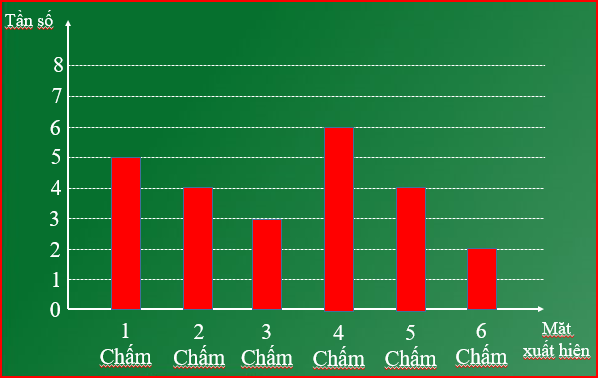 Tần số
8
7
6
5
4
3
2
1
0
1 2 3 4 5 6
Chấm Chấm Chấm Chấm Chấm Chấm
Mặt
xuất hiện